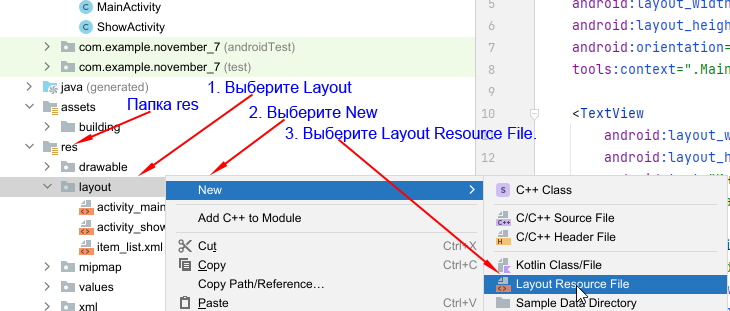 MainActivity
ShowActivity
com.example.november_7 (androidTest)
com.example.november_7 (test)
java (generated)
assets
building
res
drawable
layout
activity_main
activity_show
item_list.xml
mipmap
values
xml
Папка res
1. Выберите Layout
2. Выберите New
3. Выберите Layout Resource File.
New
Add C++ to Module
Cut Ctrl+X
Copy Ctrl+C
Copy Path/Reference...
Paste Ctrl+V
C++ Class
C/C++ Source File
C/C++ Header File
Kotlin Class/File
Layout Resource File
Sample Data Directory
5 android:layout_width
6 android:layout_heig
7 android:orientation=
8 tools:context=".Main
9
10 <TextView
11 android:layout_w
12 android:layout_h